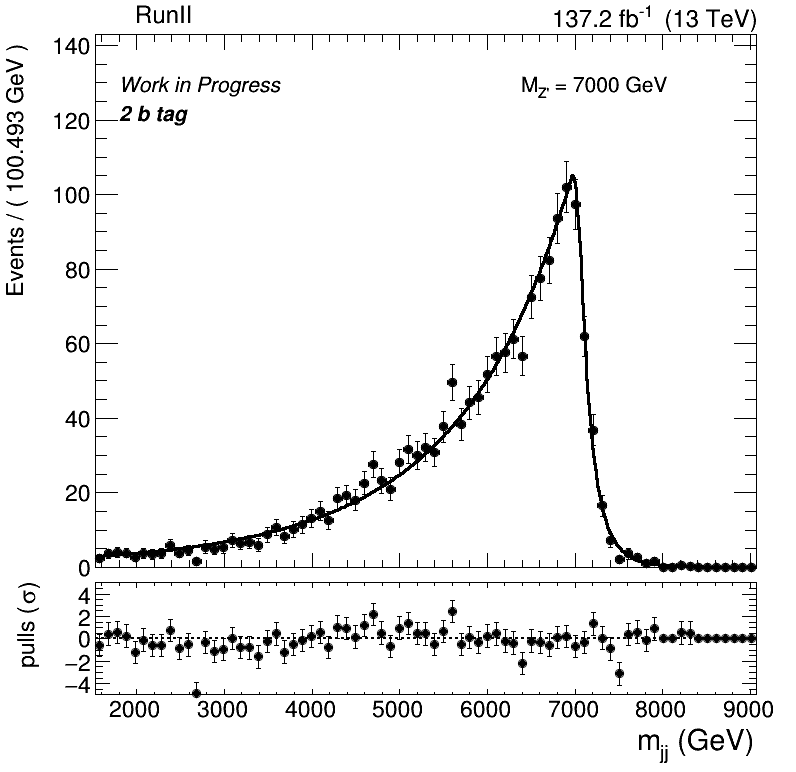 RunII 137.2 fb⁻¹ (13 TeV)
Events / ( 100.493 GeV )
140
120
100
80
60
40
20
0
Work in Progress
2 b tag
M_Z' = 7000 GeV
pulls (σ)
4
2
0
−2
−4
2000 3000 4000 5000 6000 7000 8000 9000
m_jj (GeV)